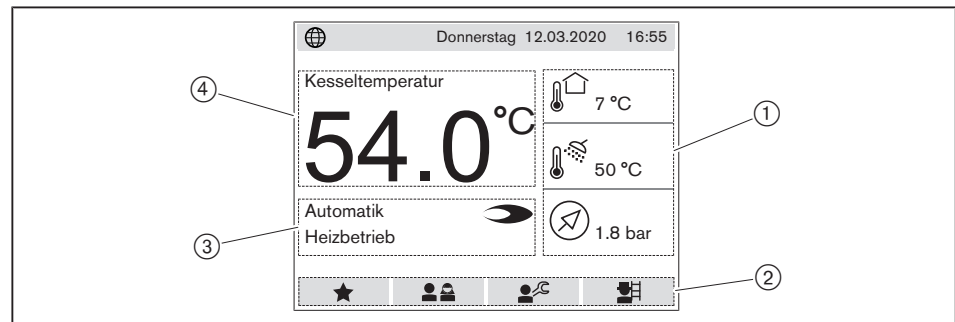 Donnerstag 12.03.2020 16:55
Kesseltemperatur
54.0°C
7 °C
50 °C
1.8 bar
Automatik
Heizbetrieb
4
3
1
2